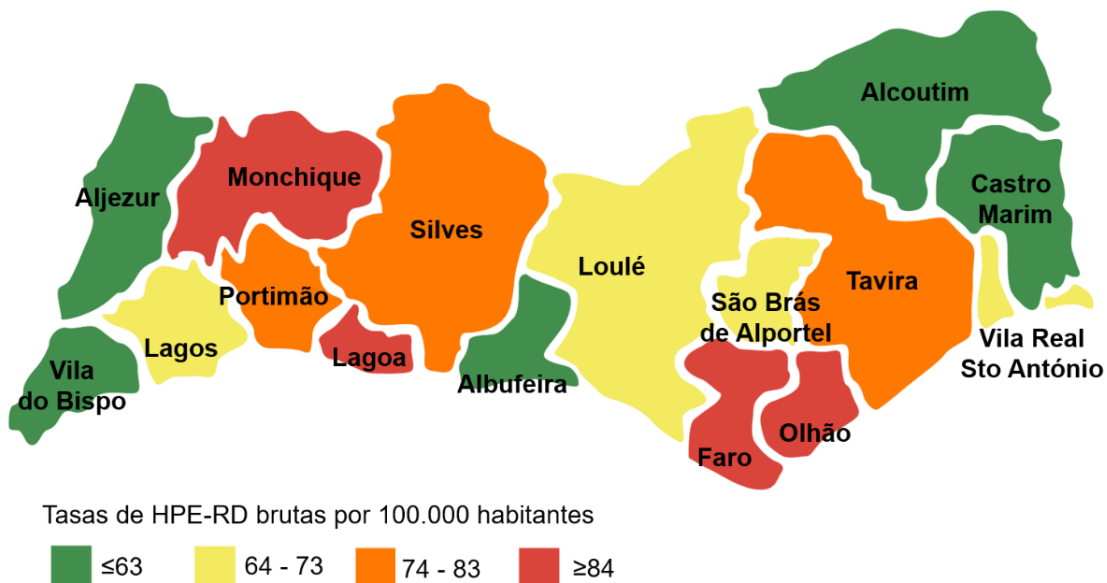 Alcoutim
Monchique
Aljezur
Castro
Marim
Silves
Loulé
Tavira
Portimão
São Brás
de Alportel
Lagos
Lagoa
Vila Real
Sto António
Vila
do Bispo
Albufeira
Olhão
Faro
Tasas de HPE-RD brutas por 100.000 habitantes
≤63
64 - 73
74 - 83
≥84